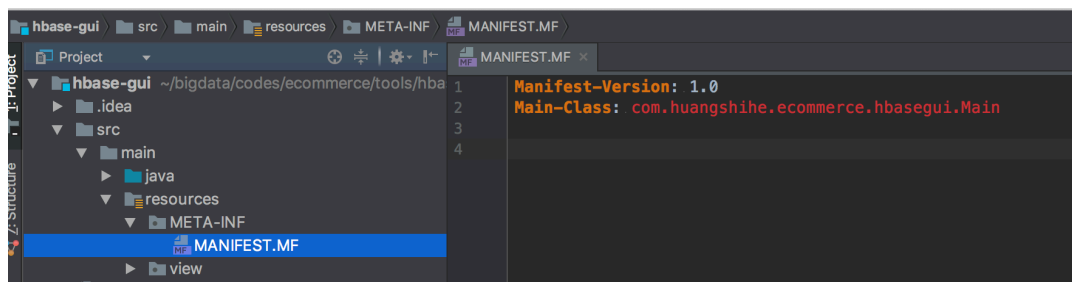 hbase-gui src main resources META-INF MANIFEST.MF
Project
MANIFEST.MF
1: Project
hbase-gui ~/bigdata/codes/ecommerce/tools/hba
.idea
src
main
java
resources
META-INF
MANIFEST.MF
view
Z: Structure
1 Manifest-Version: 1.0
2 Main-Class: com.huangshihe.ecommerce.hbasegui.Main
3
4